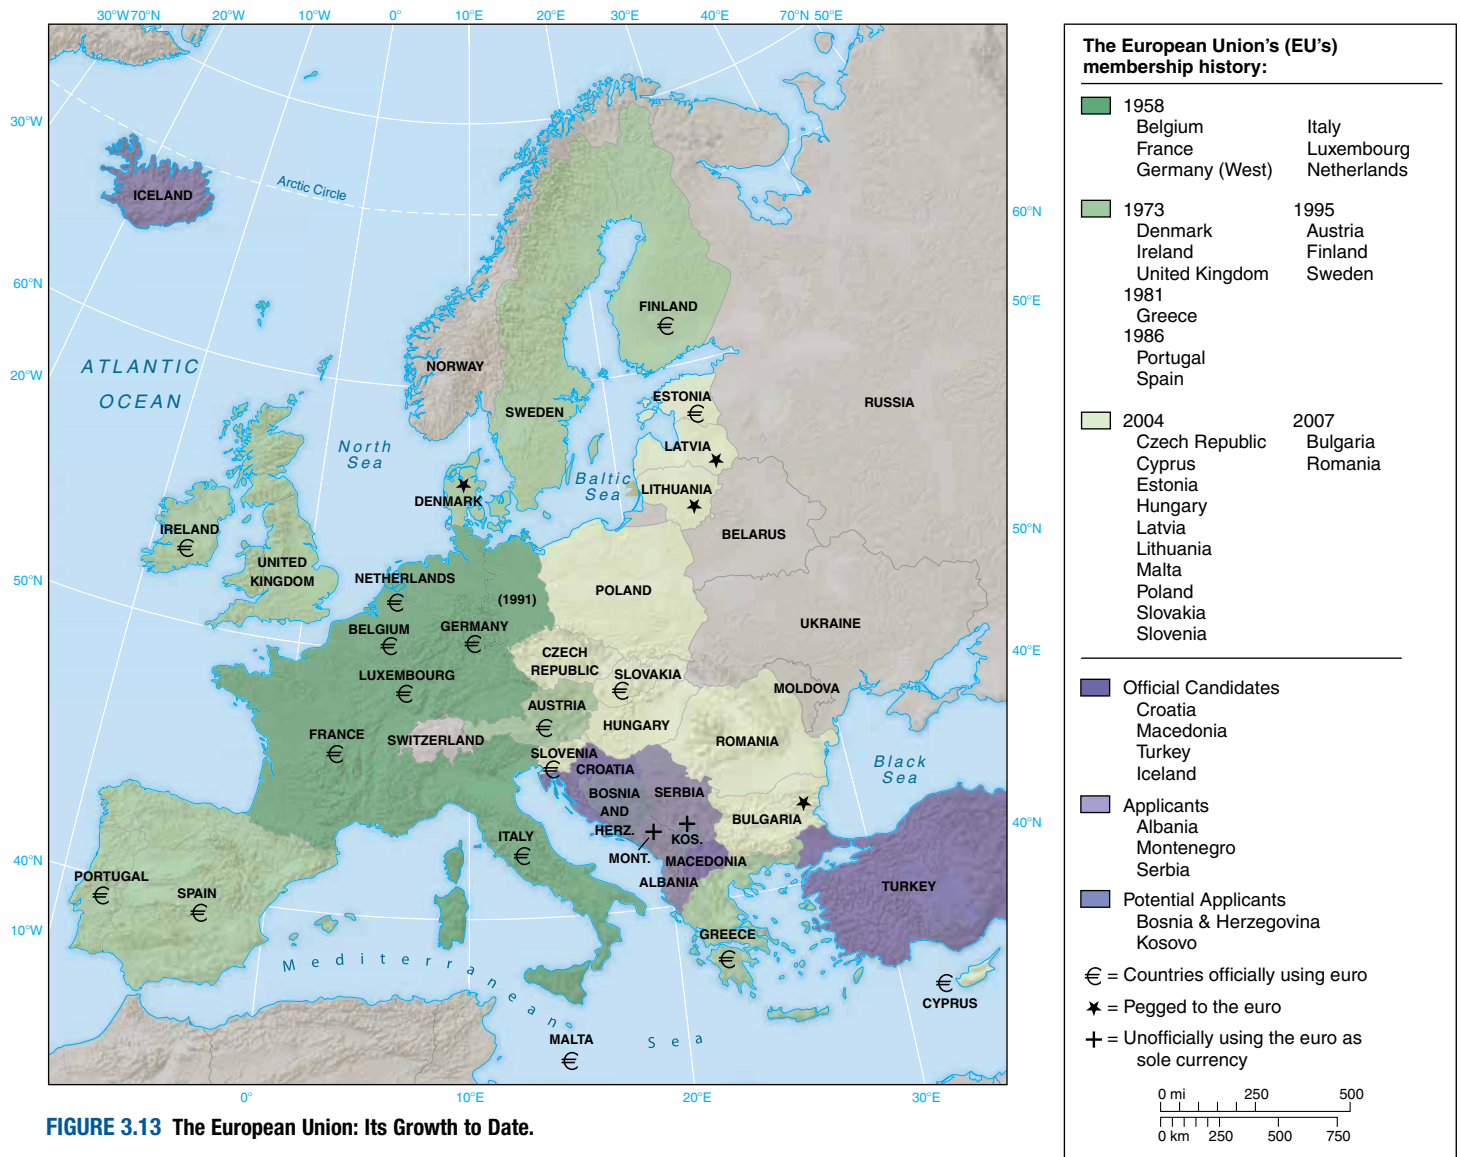 30°W 70°N 20°W 10°W 0° 10°E 20°E 30°E 40°E 70°N 50°E
30°W
60°N
20°W
50°N
40°N
10°W
60°N
50°E
50°N
40°E
40°N
0° 10°E 20°E 30°E
Arctic Circle
ICELAND
ATLANTIC
OCEAN
North
Sea
Baltic
Sea
Black
Sea
Mediterranean
Sea
NORWAY
SWEDEN
FINLAND
€
RUSSIA
ESTONIA
€
LATVIA
★
LITHUANIA
★
DENMARK
★
BELARUS
IRELAND
€
UNITED
KINGDOM
NETHERLANDS
€
(1991)
POLAND
BELGIUM
€
GERMANY
€
UKRAINE
LUXEMBOURG
€
CZECH
REPUBLIC
SLOVAKIA
€
MOLDOVA
AUSTRIA
€
HUNGARY
FRANCE
€
SWITZERLAND
ROMANIA
SLOVENIA
€
CROATIA
BOSNIA
AND
HERZ.
SERBIA
+
+
KOS.
MONT.
BULGARIA
★
MACEDONIA
ALBANIA
ITALY
€
PORTUGAL
€
SPAIN
€
TURKEY
GREECE
€
CYPRUS
€
MALTA
€
The European Union's (EU's)
membership history:
1958
Belgium Italy
France Luxembourg
Germany (West) Netherlands
1973 1995
Denmark Austria
Ireland Finland
United Kingdom Sweden
1981
Greece
1986
Portugal
Spain
2004 2007
Czech Republic Bulgaria
Cyprus Romania
Estonia
Hungary
Latvia
Lithuania
Malta
Poland
Slovakia
Slovenia
Official Candidates
Croatia
Macedonia
Turkey
Iceland
Applicants
Albania
Montenegro
Serbia
Potential Applicants
Bosnia & Herzegovina
Kosovo
€ = Countries officially using euro
★ = Pegged to the euro
+ = Unofficially using the euro as
sole currency
0 mi 250 500
0 km 250 500 750
FIGURE 3.13 The European Union: Its Growth to Date.